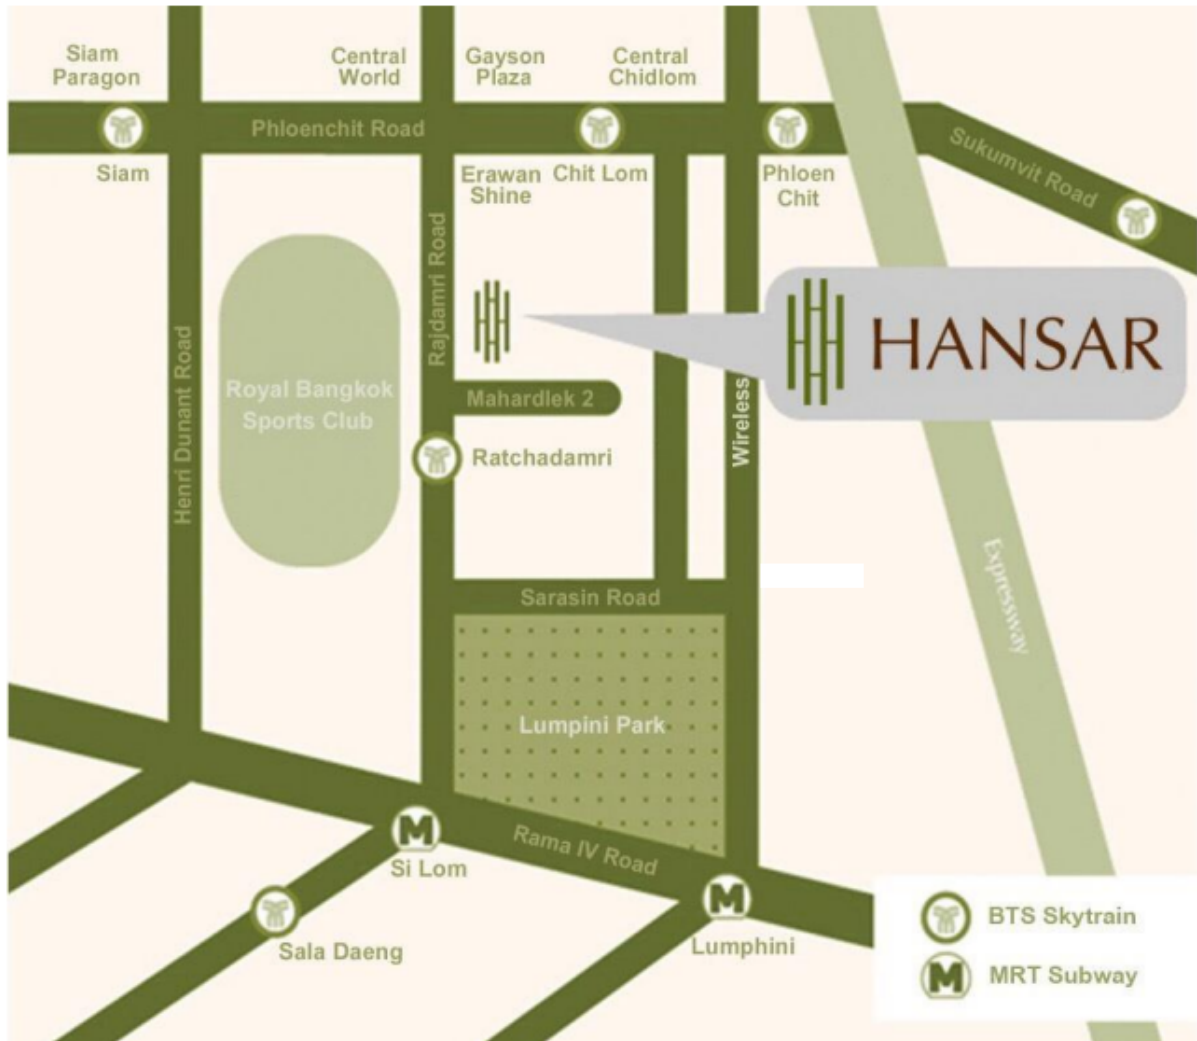 Siam
Paragon
Central
World
Gayson
Plaza
Central
Chidlom
Phloenchit Road
Sukumvit Road
Siam
Erawan
Shine
Chit Lom
Phloen
Chit
Rajdamri Road
HANSAR
Henri Dunant Road
Royal Bangkok
Sports Club
Mahardlek 2
Wireless
Ratchadamri
Expressway
Sarasin Road
Lumpini Park
M
Rama IV Road
Si Lom
M
Lumphini
Sala Daeng
BTS Skytrain
M
MRT Subway